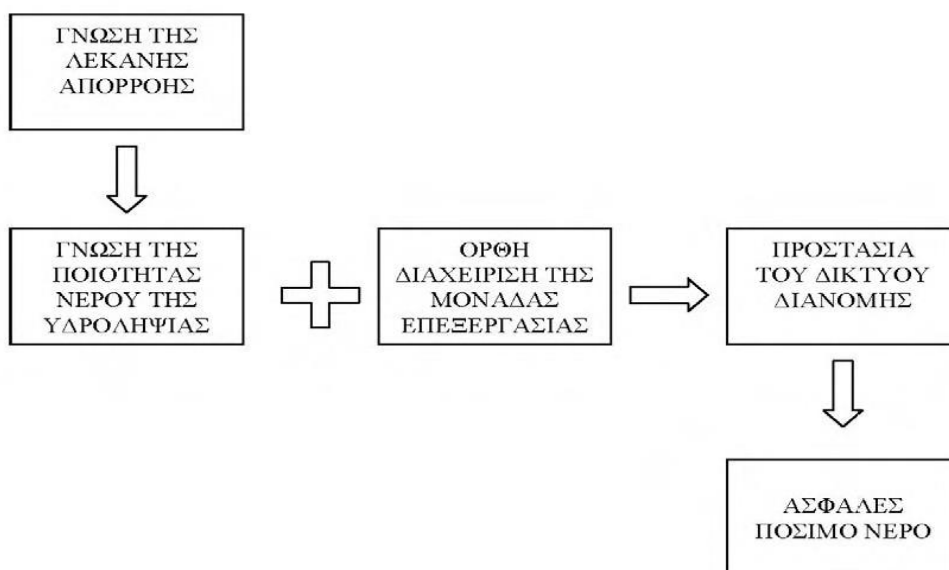 ΓΝΩΣΗ ΤΗΣ
ΛΕΚΑΝΗΣ
ΑΠΟΡΡΟΗΣ
ΓΝΩΣΗ ΤΗΣ
ΠΟΙΟΤΗΤΑΣ
ΝΕΡΟΥ ΤΗΣ
ΥΔΡΟΛΗΨΙΑΣ
ΟΡΘΗ
ΔΙΑΧΕΙΡΙΣΗ ΤΗΣ
ΜΟΝΑΔΑΣ
ΕΠΕΞΕΡΓΑΣΙΑΣ
ΠΡΟΣΤΑΣΙΑ
ΤΟΥ ΔΙΚΤΥΟΥ
ΔΙΑΝΟΜΗΣ
ΑΣΦΑΛΕΣ
ΠΟΣΙΜΟ ΝΕΡΟ